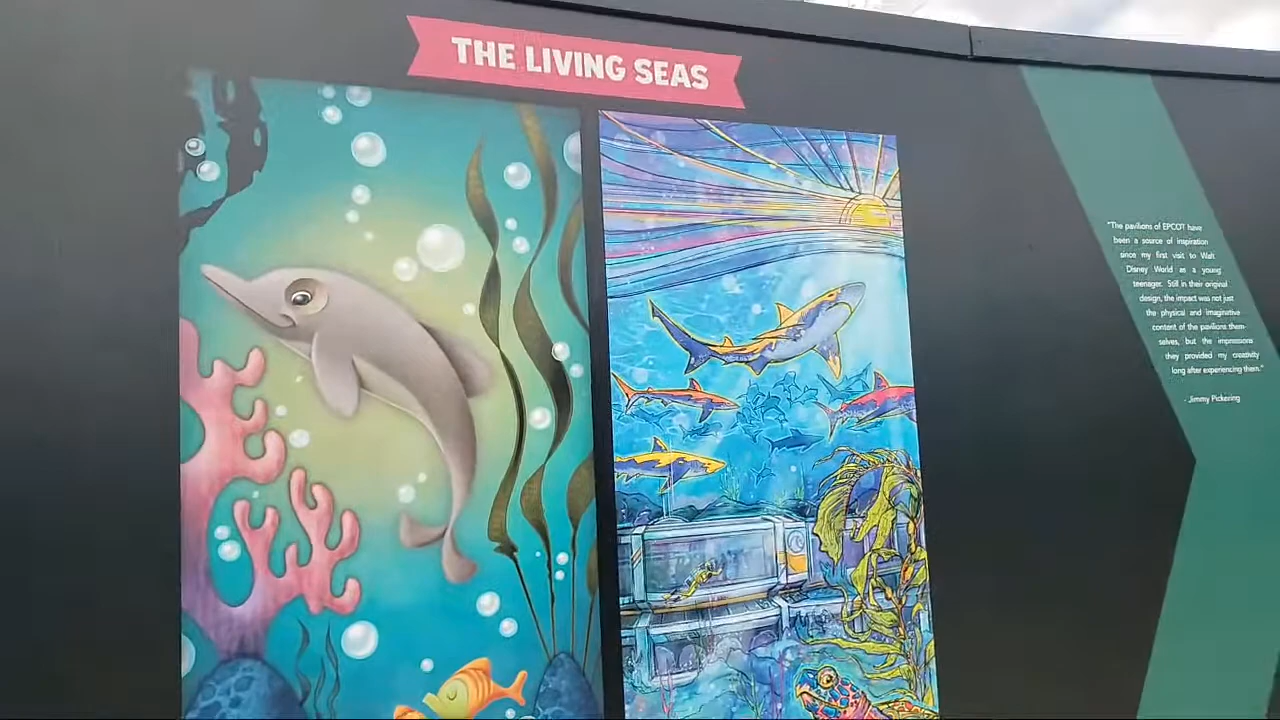 THE LIVING SEAS
"The pavilions of EPCOT have
been a source of inspiration
since my first visit to Walt
Disney World as a young
teenager. Still in their original
design, the impact was not just
the physical and imaginative
content of the pavilions them-
selves, but the impressions
they provided my creativity
long after experiencing them."
- Jimmy Pickering